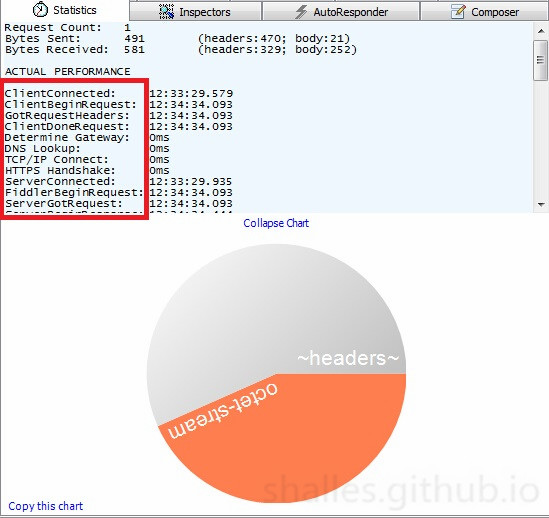 Statistics Inspectors AutoResponder Composer
Request Count: 1
Bytes Sent: 491 (headers:470; body:21)
Bytes Received: 581 (headers:329; body:252)
ACTUAL PERFORMANCE
ClientConnected: 12:33:29.579
ClientBeginRequest: 12:34:34.093
GotRequestHeaders: 12:34:34.093
ClientDoneRequest: 12:34:34.093
Determine Gateway: 0ms
DNS Lookup: 0ms
TCP/IP Connect: 0ms
HTTPS Handshake: 0ms
ServerConnected: 12:33:29.935
FiddlerBeginRequest: 12:34:34.093
ServerGotRequest: 12:34:34.093
Collapse Chart
~headers~
octet-stream
shalles.github.io
Copy this chart